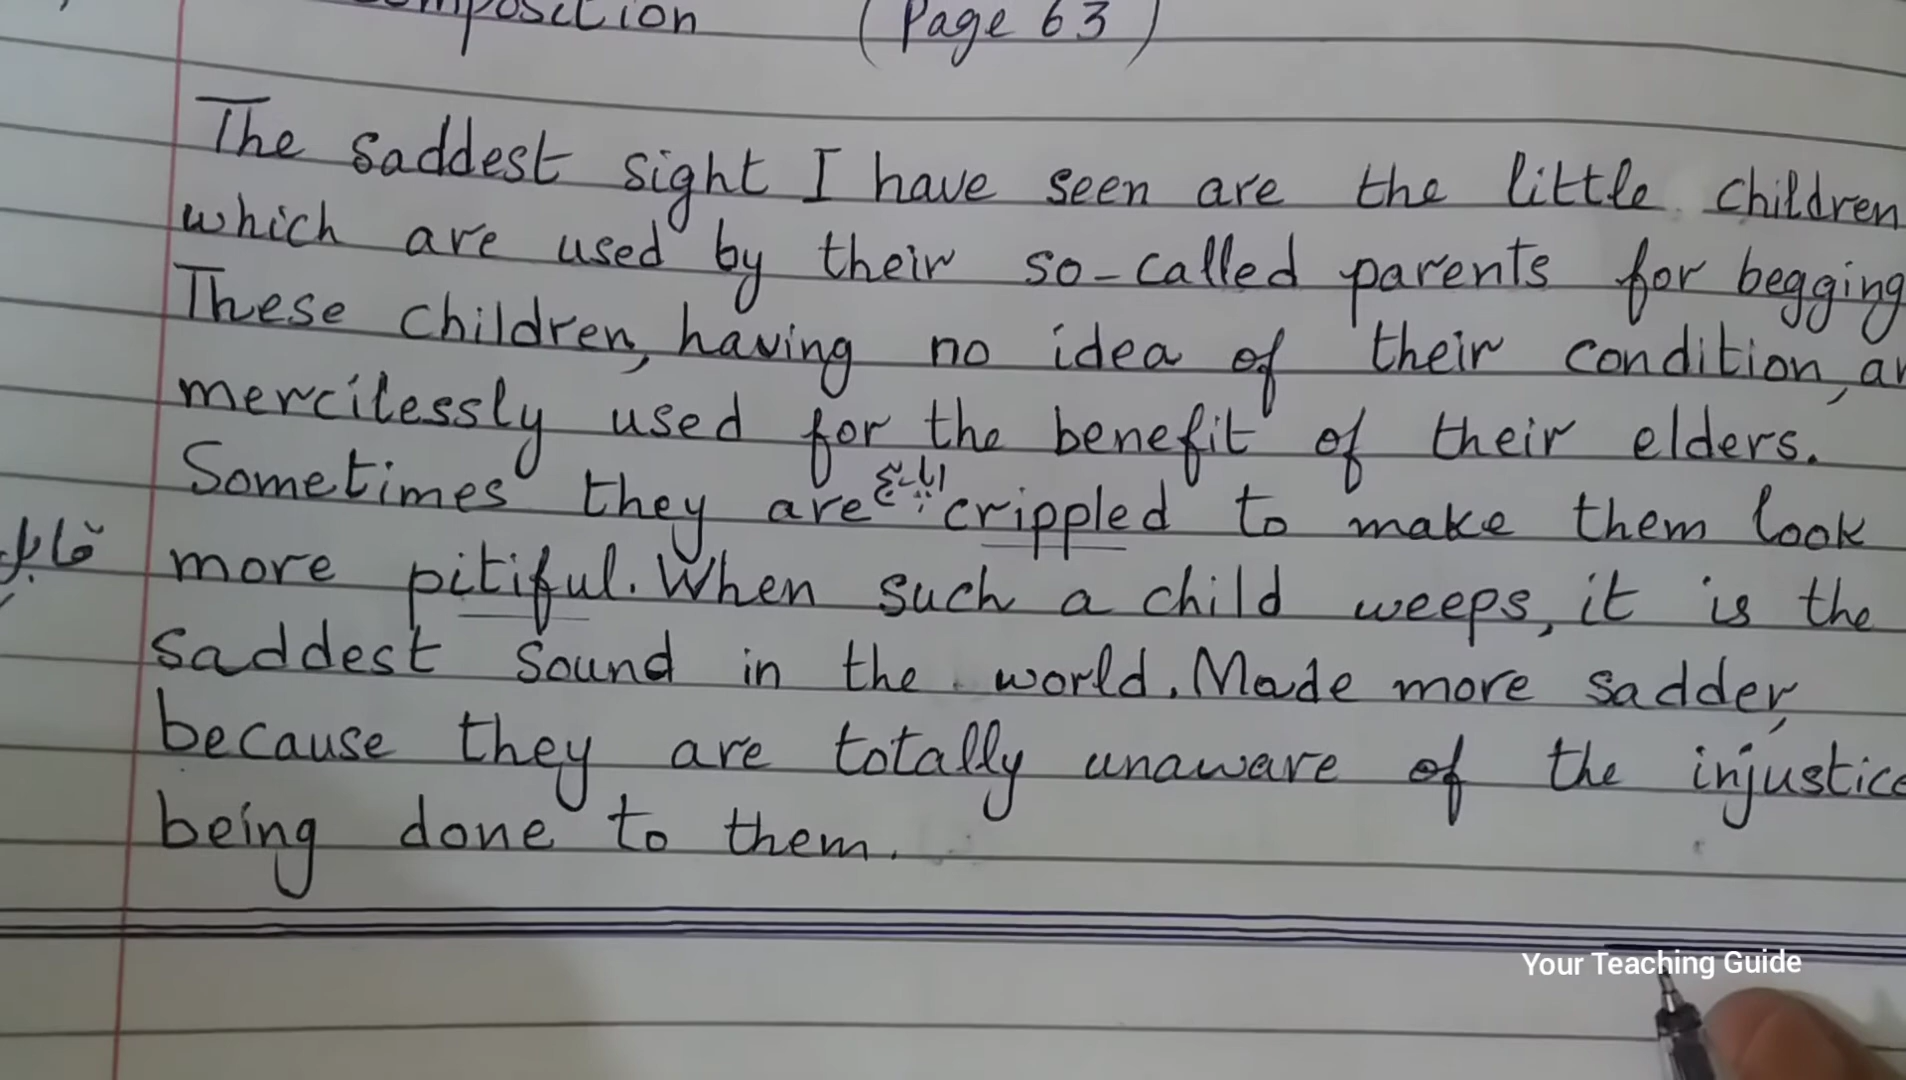 omposition (Page 63)
The saddest sight I have seen are the little children
which are used by their so-called parents for begging
These children, having no idea of their condition, ar
mercilessly used for the benefit of their elders.
اپاہج
Sometimes they are crippled to make them look
قابل more pitiful. When such a child weeps, it is the
saddest sound in the world. Made more sadder,
because they are totally unaware of the injustice
being done to them.
Your Teaching Guide